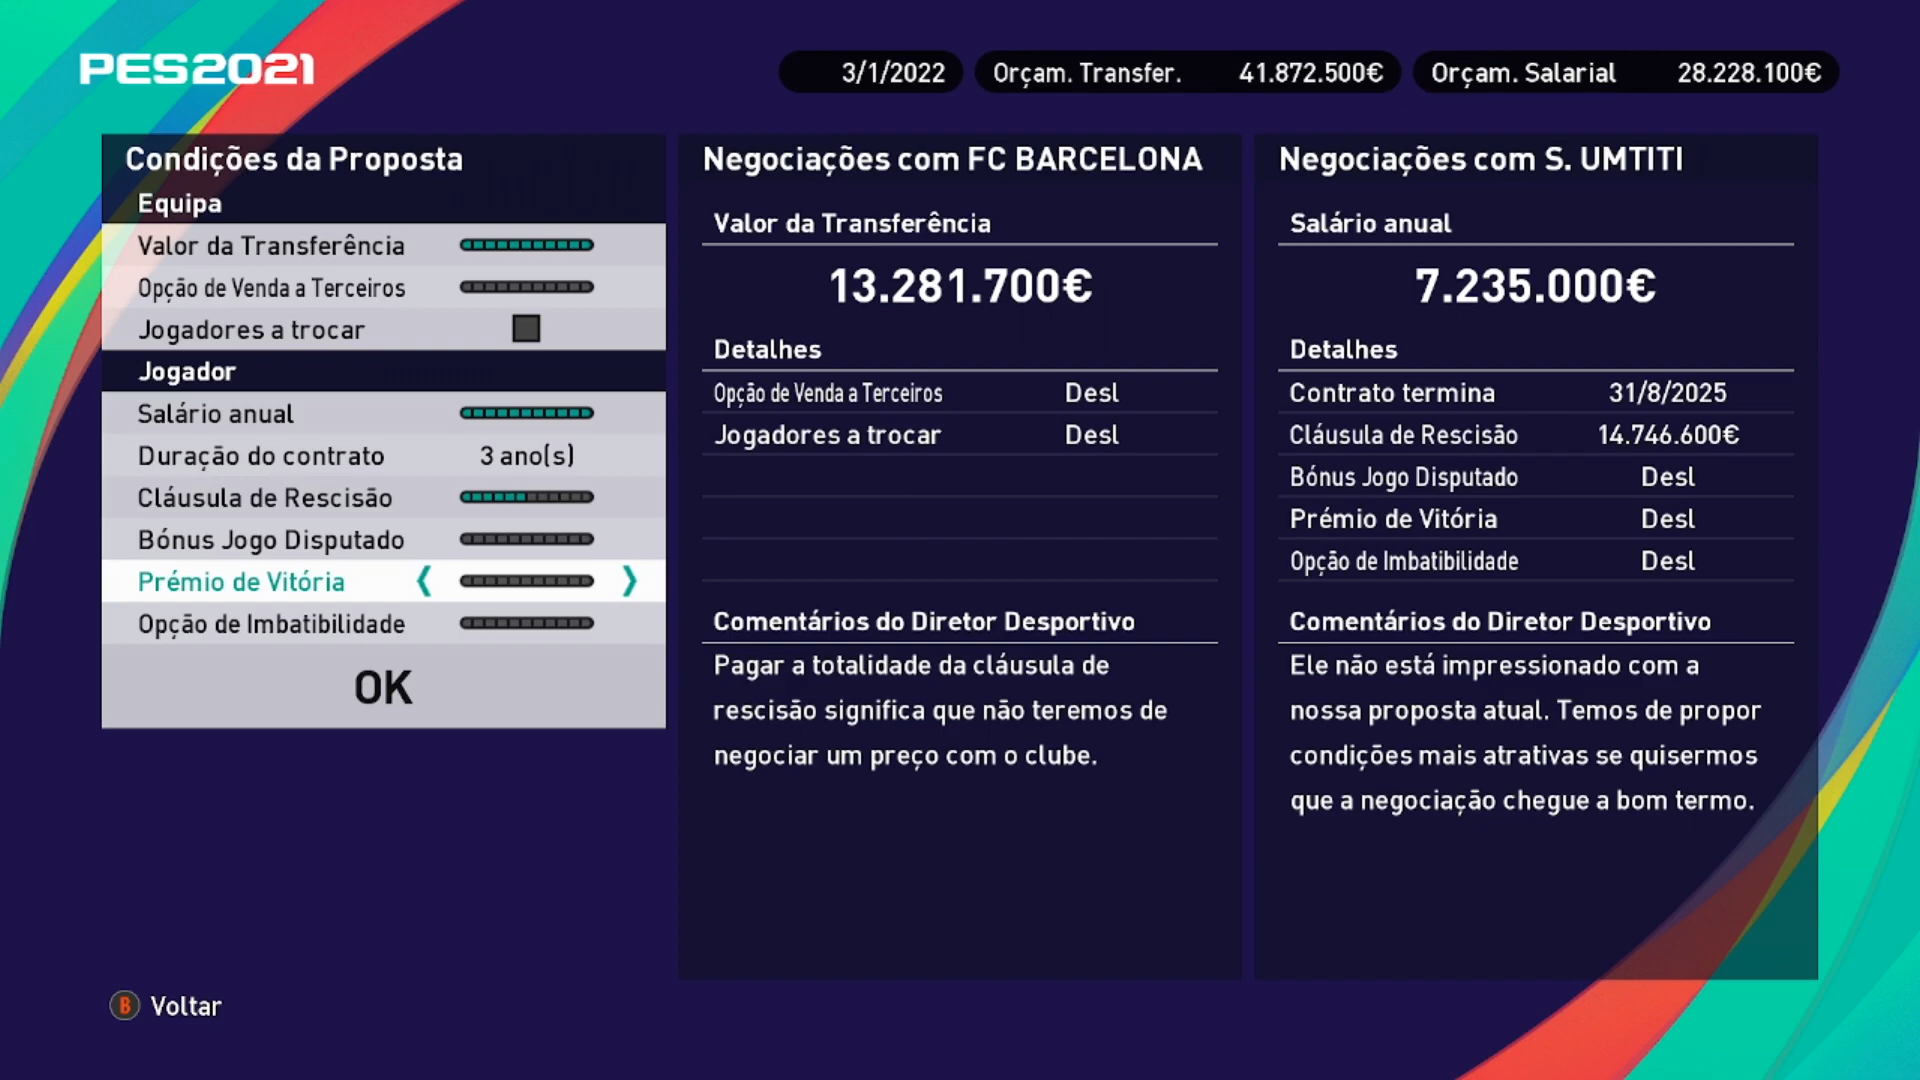 PES2021
3/1/2022
Orçam. Transfer. 41.872.500€
Orçam. Salarial 28.228.100€
Condições da Proposta
Equipa
Valor da Transferência
Opção de Venda a Terceiros
Jogadores a trocar
Jogador
Salário anual
Duração do contrato 3 ano(s)
Cláusula de Rescisão
Bónus Jogo Disputado
Prémio de Vitória
Opção de Imbatibilidade
OK
Negociações com FC BARCELONA
Valor da Transferência
13.281.700€
Detalhes
Opção de Venda a Terceiros Desl
Jogadores a trocar Desl
Comentários do Diretor Desportivo
Pagar a totalidade da cláusula de
rescisão significa que não teremos de
negociar um preço com o clube.
Negociações com S. UMTITI
Salário anual
7.235.000€
Detalhes
Contrato termina 31/8/2025
Cláusula de Rescisão 14.746.600€
Bónus Jogo Disputado Desl
Prémio de Vitória Desl
Opção de Imbatibilidade Desl
Comentários do Diretor Desportivo
Ele não está impressionado com a
nossa proposta atual. Temos de propor
condições mais atrativas se quisermos
que a negociação chegue a bom termo.
B Voltar